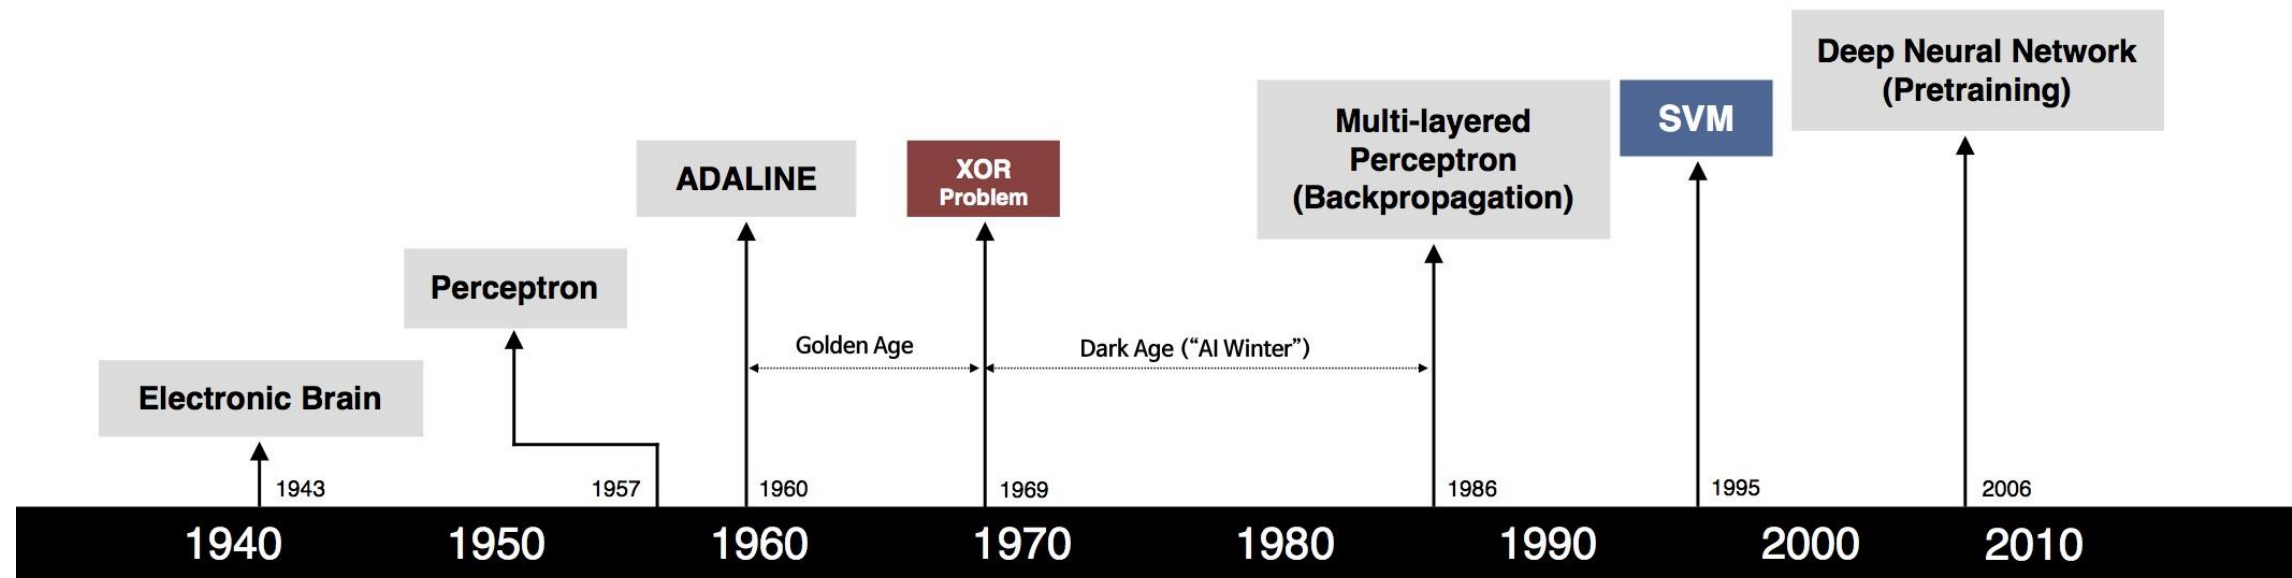 Deep Neural Network
(Pretraining)
Multi-layered
Perceptron
(Backpropagation)
SVM
ADALINE
XOR
Problem
Perceptron
Golden Age
Dark Age (“AI Winter”)
Electronic Brain
1943
1957
1960
1969
1986
1995
2006
1940 1950 1960 1970 1980 1990 2000 2010